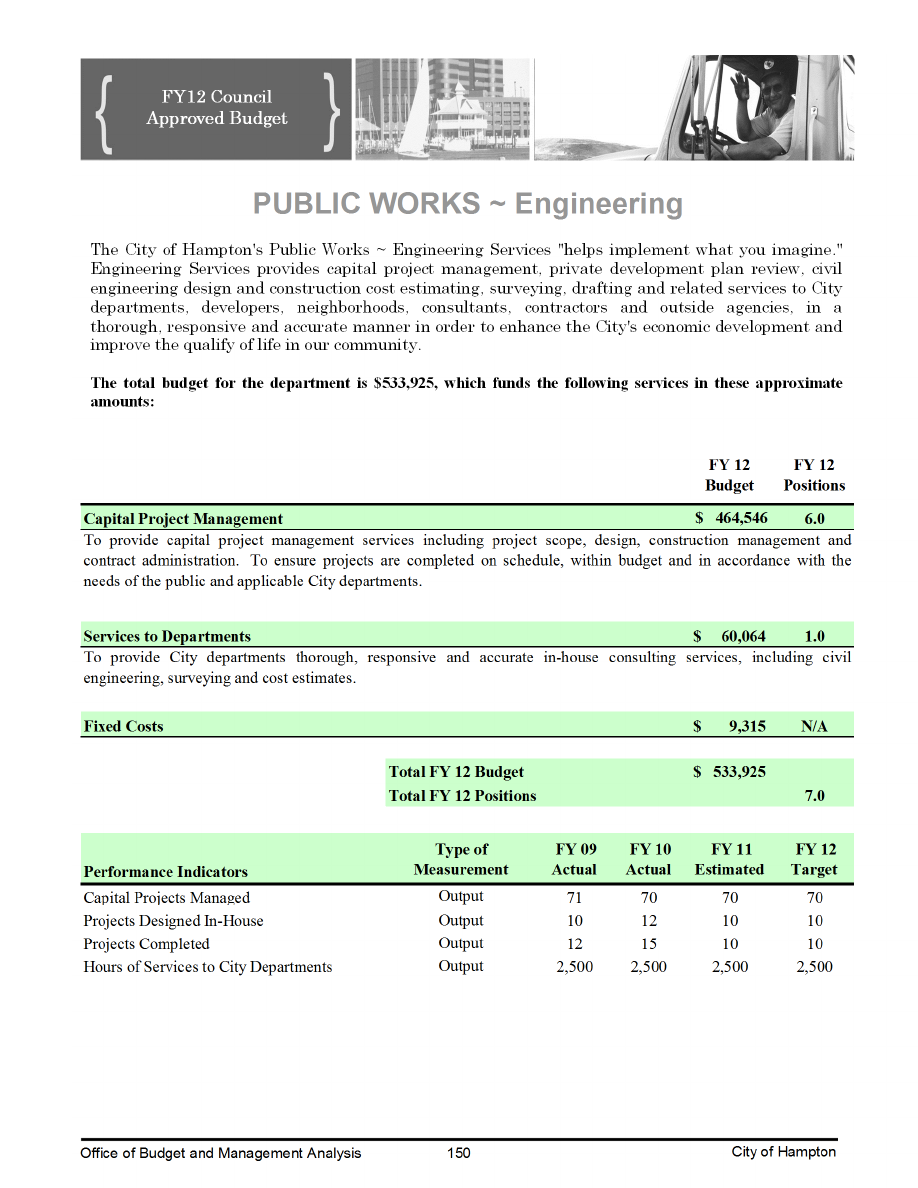 FY12 Council
Approved Budget
PUBLIC WORKS ~ Engineering
The City of Hampton's Public Works ~ Engineering Services "helps implement what you imagine."
Engineering Services provides capital project management, private development plan review, civil
engineering design and construction cost estimating, surveying, drafting and related services to City
departments, developers, neighborhoods, consultants, contractors and outside agencies, in a
thorough, responsive and accurate manner in order to enhance the City's economic development and
improve the qualify of life in our community.
The total budget for the department is $533,925, which funds the following services in these approximate
amounts:
FY 12 FY 12
Budget Positions
Capital Project Management $ 464,546 6.0
To provide capital project management services including project scope, design, construction management and
contract administration. To ensure projects are completed on schedule, within budget and in accordance with the
needs of the public and applicable City departments.
Services to Departments $ 60,064 1.0
To provide City departments thorough, responsive and accurate in-house consulting services, including civil
engineering, surveying and cost estimates.
Fixed Costs $ 9,315 N/A
Total FY 12 Budget $ 533,925
Total FY 12 Positions 7.0
Type of FY 09 FY 10 FY 11 FY 12
Performance Indicators Measurement Actual Actual Estimated Target
Capital Projects Managed Output 71 70 70 70
Projects Designed In-House Output 10 12 10 10
Projects Completed Output 12 15 10 10
Hours of Services to City Departments Output 2,500 2,500 2,500 2,500
Office of Budget and Management Analysis 150 City of Hampton